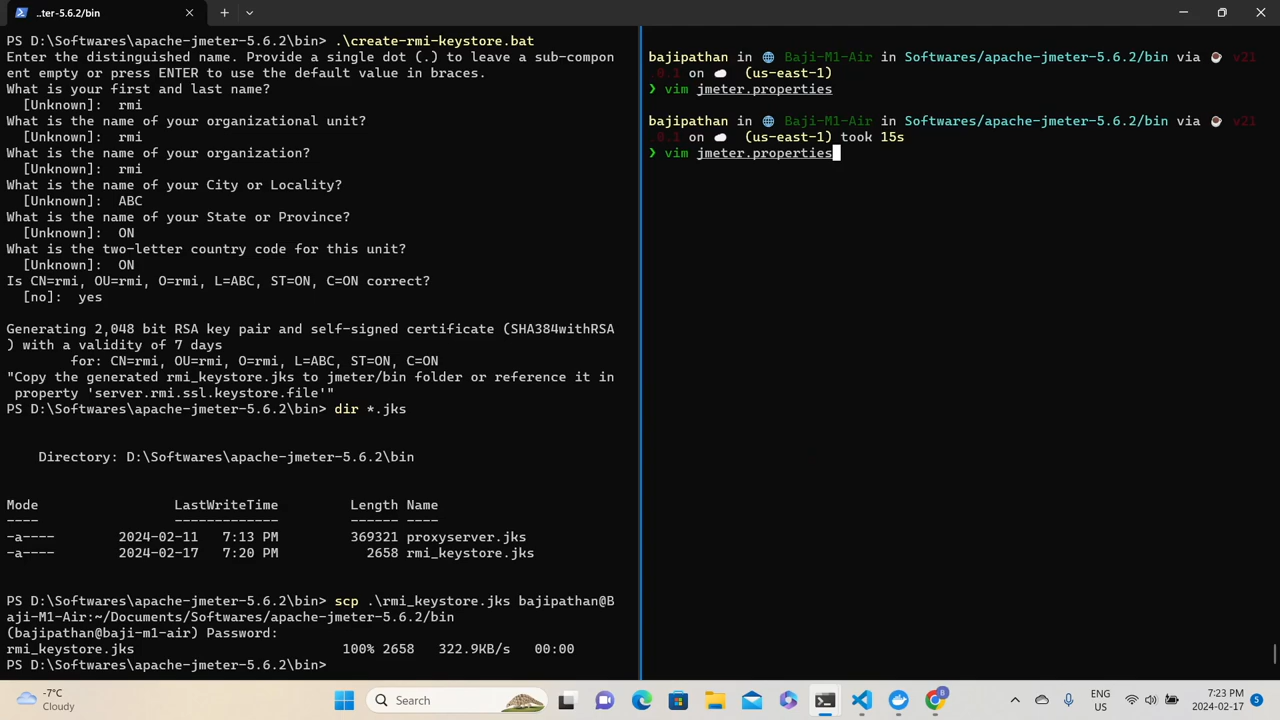 ..ter-5.6.2/bin
PS D:\Softwares\apache-jmeter-5.6.2\bin> .\create-rmi-keystore.bat
Enter the distinguished name. Provide a single dot (.) to leave a sub-compon
ent empty or press ENTER to use the default value in braces.
What is your first and last name?
[Unknown]:  rmi
What is the name of your organizational unit?
[Unknown]:  rmi
What is the name of your organization?
[Unknown]:  rmi
What is the name of your City or Locality?
[Unknown]:  ABC
What is the name of your State or Province?
[Unknown]:  ON
What is the two-letter country code for this unit?
[Unknown]:  ON
Is CN=rmi, OU=rmi, O=rmi, L=ABC, ST=ON, C=ON correct?
[no]:  yes
Generating 2,048 bit RSA key pair and self-signed certificate (SHA384withRSA
) with a validity of 7 days
for: CN=rmi, OU=rmi, O=rmi, L=ABC, ST=ON, C=ON
"Copy the generated rmi_keystore.jks to jmeter/bin folder or reference it in
property 'server.rmi.ssl.keystore.file'"
PS D:\Softwares\apache-jmeter-5.6.2\bin> dir *.jks
Directory: D:\Softwares\apache-jmeter-5.6.2\bin
Mode LastWriteTime Length Name
---- ------------- ------ ----
-a---- 2024-02-11 7:13 PM 369321 proxyserver.jks
-a---- 2024-02-17 7:20 PM 2658 rmi_keystore.jks
PS D:\Softwares\apache-jmeter-5.6.2\bin> scp .\rmi_keystore.jks bajipathan@B
aji-M1-Air:~/Documents/Softwares/apache-jmeter-5.6.2/bin
(bajipathan@baji-m1-air) Password:
rmi_keystore.jks 100% 2658 322.9KB/s 00:00
PS D:\Softwares\apache-jmeter-5.6.2\bin>
bajipathan in Baji-M1-Air in Softwares/apache-jmeter-5.6.2/bin via v21
.0.1 on (us-east-1)
❯ vim jmeter.properties
bajipathan in Baji-M1-Air in Softwares/apache-jmeter-5.6.2/bin via v21
.0.1 on (us-east-1) took 15s
❯ vim jmeter.properties
-7°C
Cloudy
Search
B
ENG
US
7:23 PM
2024-02-17
5